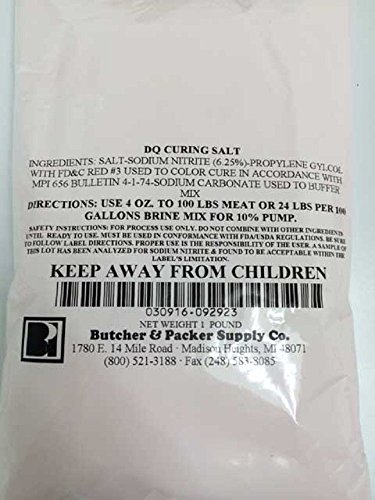 DQ CURING SALT
INGREDIENTS: SALT-SODIUM NITRITE (6.25%)-PROPYLENE GYLCOL
WITH FD&C RED #3 USED TO COLOR CURE IN ACCORDANCE WITH
MPI 656 BULLETIN 4-1-74-SODIUM CARBONATE USED TO BUFFER
MIX
DIRECTIONS: USE 4 OZ. TO 100 LBS MEAT OR 24 LBS PER 100
GALLONS BRINE MIX FOR 10% PUMP.
SAFETY INSTRUCTIONS: FOR PROCESS USE ONLY. DO NOT COMBINE WITH OTHER INGREDIENTS
UNTIL READY TO USE. MUST BE USED IN CONFORMANCE WITH FDA/USDA REGULATIONS. BE SURE
TO FOLLOW LABEL DIRECTIONS. PROPER USE IS THE RESPONSIBILITY OF THE USER. A SAMPLE OF
THIS LOT HAS BEEN ANALYZED FOR SODIUM NITRITE & FOUND TO BE ACCEPTABLE WITHIN THE
LABEL'S LIMITATION.
KEEP AWAY FROM CHILDREN
030916-092923
NET WEIGHT 1 POUND
Butcher & Packer Supply Co.
1780 E. 14 Mile Road · Madison Heights, MI 48071
(800) 521-3188 · Fax (248) 583-8085